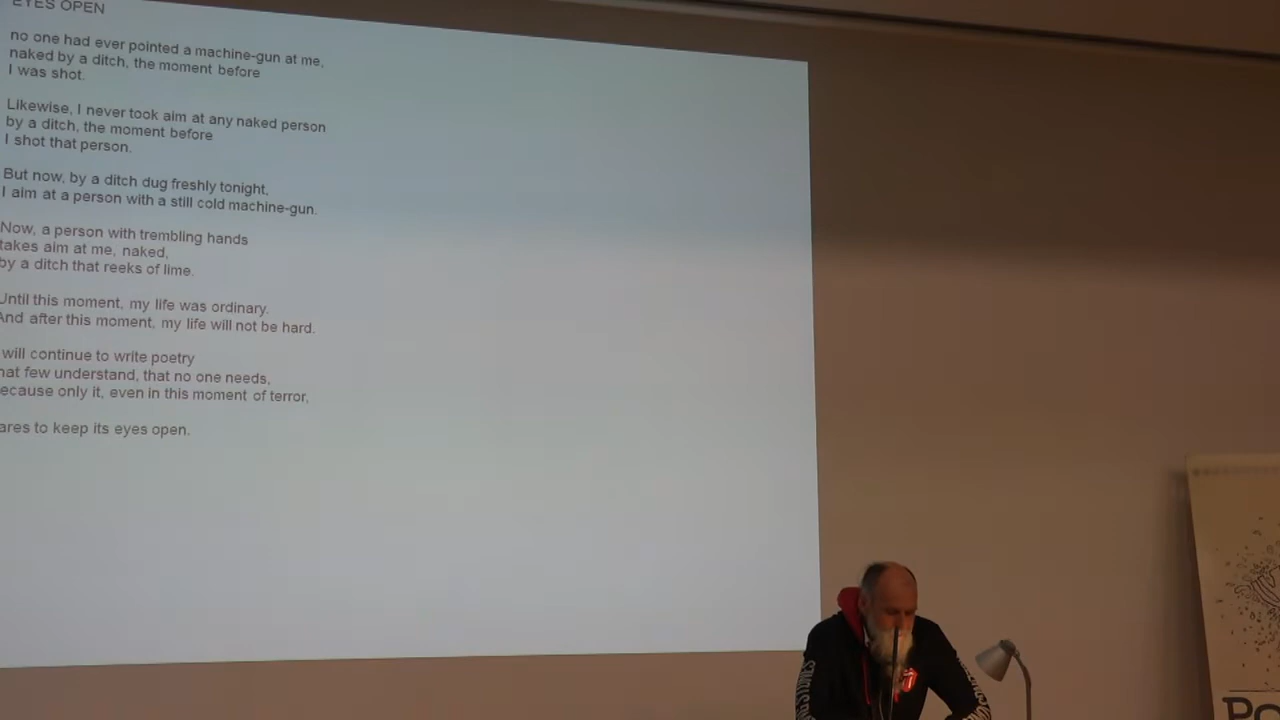 EYES OPEN
no one had ever pointed a machine-gun at me,
naked by a ditch, the moment before
I was shot.
Likewise, I never took aim at any naked person
by a ditch, the moment before
I shot that person.
But now, by a ditch dug freshly tonight,
I aim at a person with a still cold machine-gun.
Now, a person with trembling hands
takes aim at me, naked,
by a ditch that reeks of lime.
Until this moment, my life was ordinary.
And after this moment, my life will not be hard.
will continue to write poetry
hat few understand, that no one needs,
ecause only it, even in this moment of terror,
ares to keep its eyes open.
Po